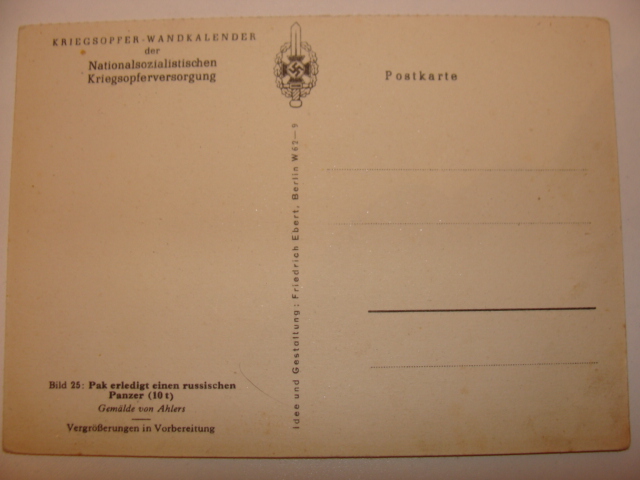 KRIEGSOPFER-WANDKALENDER
der
Nationalsozialistischen
Kriegsopferversorgung
Postkarte
Idee und Gestaltung: Friedrich Ebert, Berlin W 62—9
Bild 25: Pak erledigt einen russischen
Panzer (10 t)
Gemälde von Ahlers
Vergrößerungen in Vorbereitung